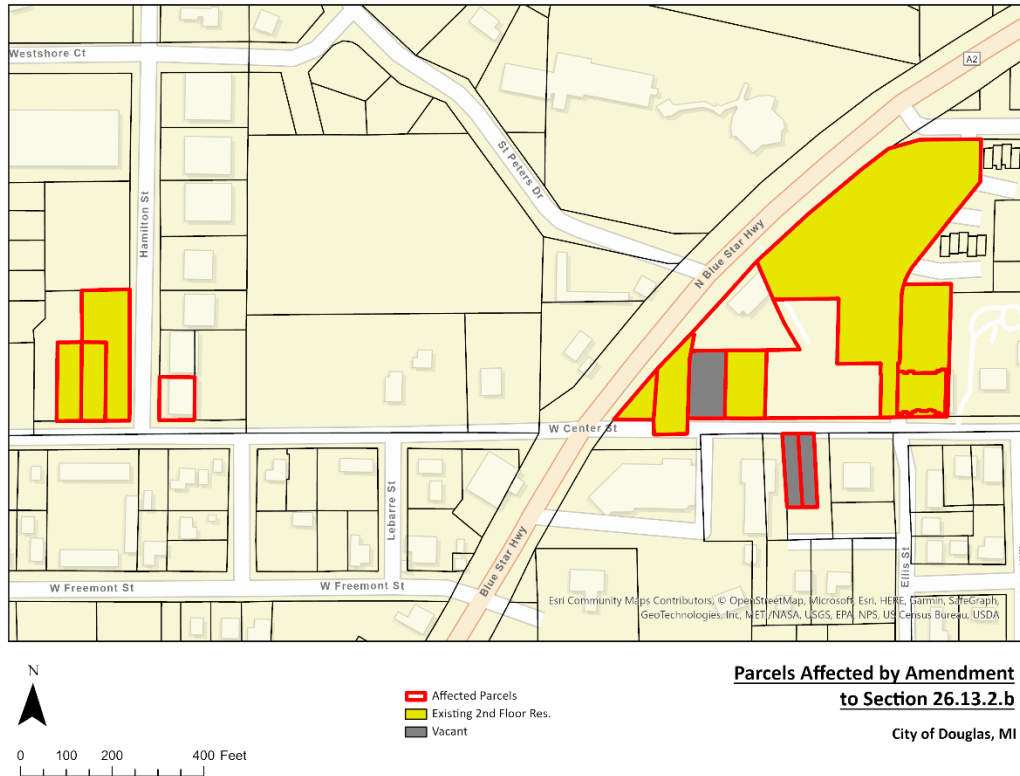 Westshore Ct
A2
St Peters Dr
Hamilton St
N Blue Star Hwy
W Center St
Lebarre St
Blue Star Hwy
Ellis St
W Freemont St
W Freemont St
Esri Community Maps Contributors, © OpenStreetMap, Microsoft, Esri, HERE, Garmin, SafeGraph,
GeoTechnologies, Inc, MET/NASA, USGS, EPA, NPS, US Census Bureau, USDA
N
0 100 200 400 Feet
Affected Parcels
Existing 2nd Floor Res.
Vacant
Parcels Affected by Amendment
to Section 26.13.2.b
City of Douglas, MI